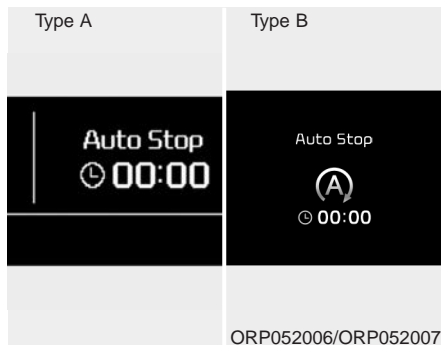 Type A
Type B
Auto Stop
00:00
Auto Stop
A
00:00
ORP052006/ORP052007